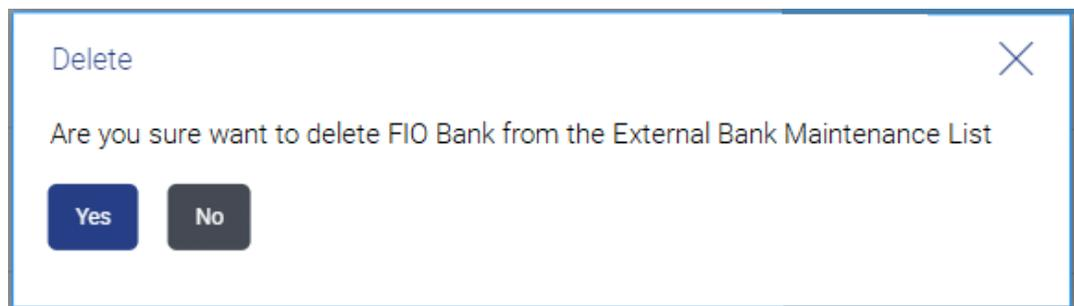 Delete
Are you sure want to delete FIO Bank from the External Bank Maintenance List
Yes No